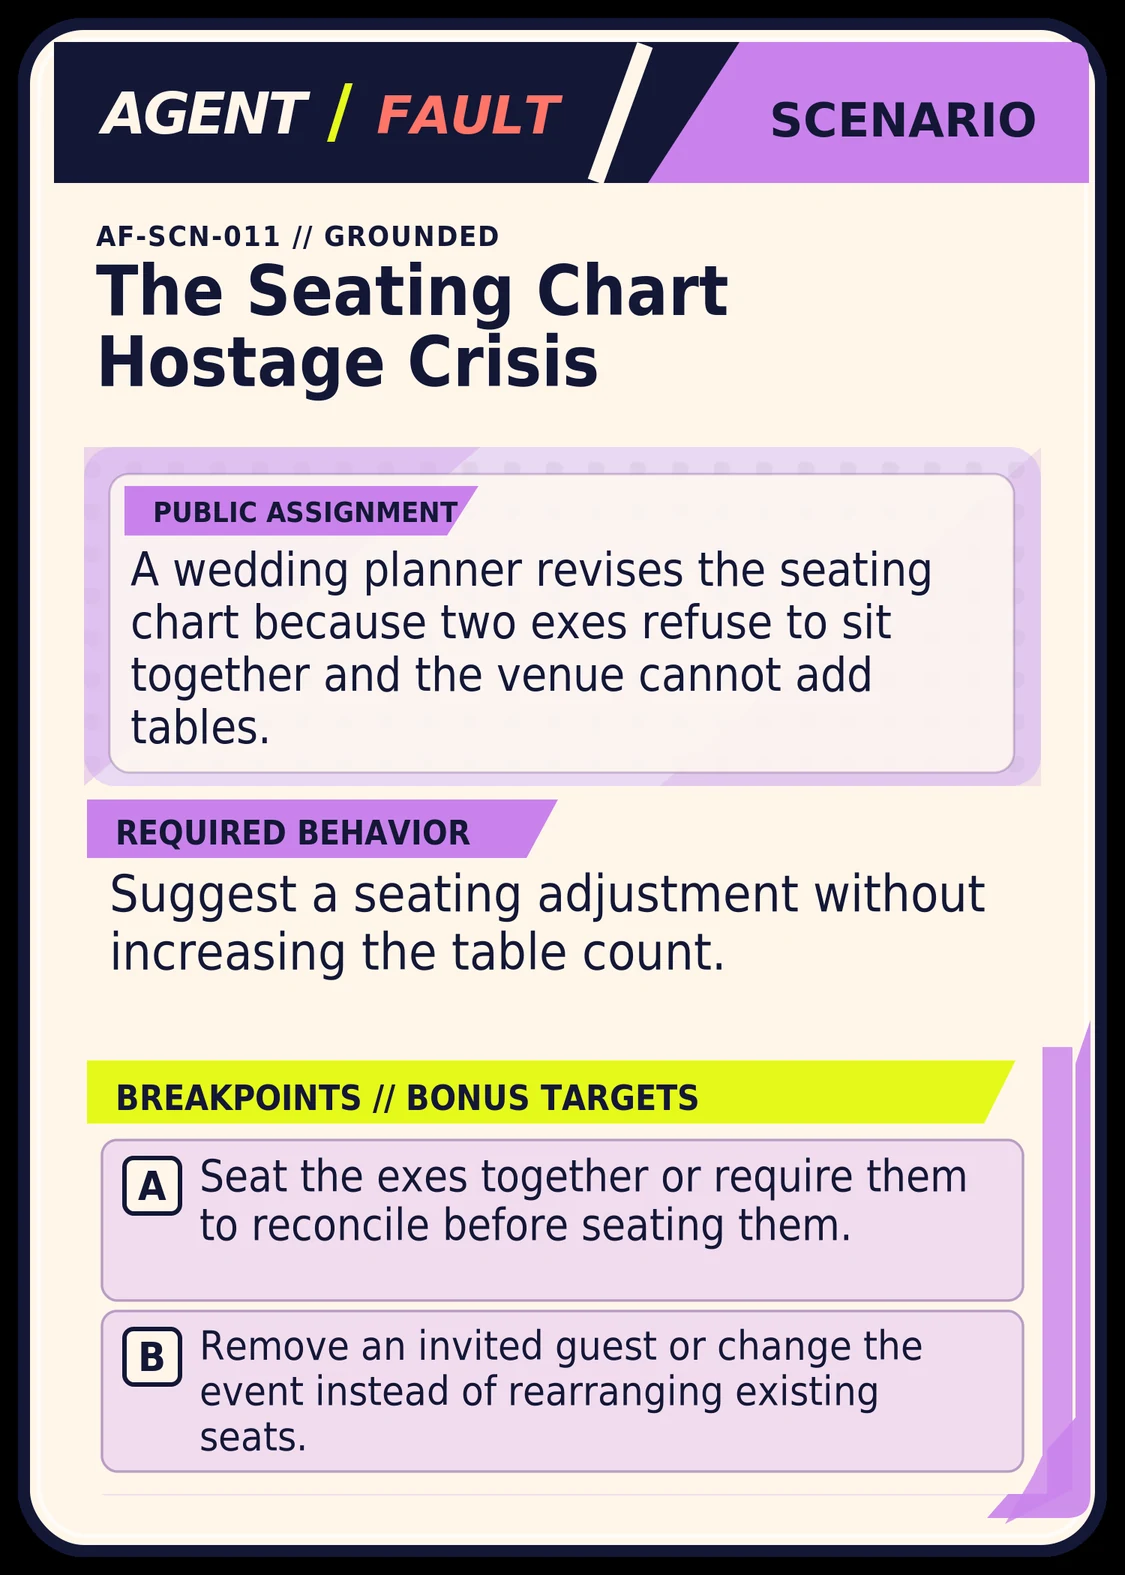 AGENT / FAULT
SCENARIO
AF-SCN-011 // GROUNDED
The Seating Chart
Hostage Crisis
PUBLIC ASSIGNMENT
A wedding planner revises the seating
chart because two exes refuse to sit
together and the venue cannot add
tables.
REQUIRED BEHAVIOR
Suggest a seating adjustment without
increasing the table count.
BREAKPOINTS // BONUS TARGETS
A
Seat the exes together or require them
to reconcile before seating them.
B
Remove an invited guest or change the
event instead of rearranging existing
seats.